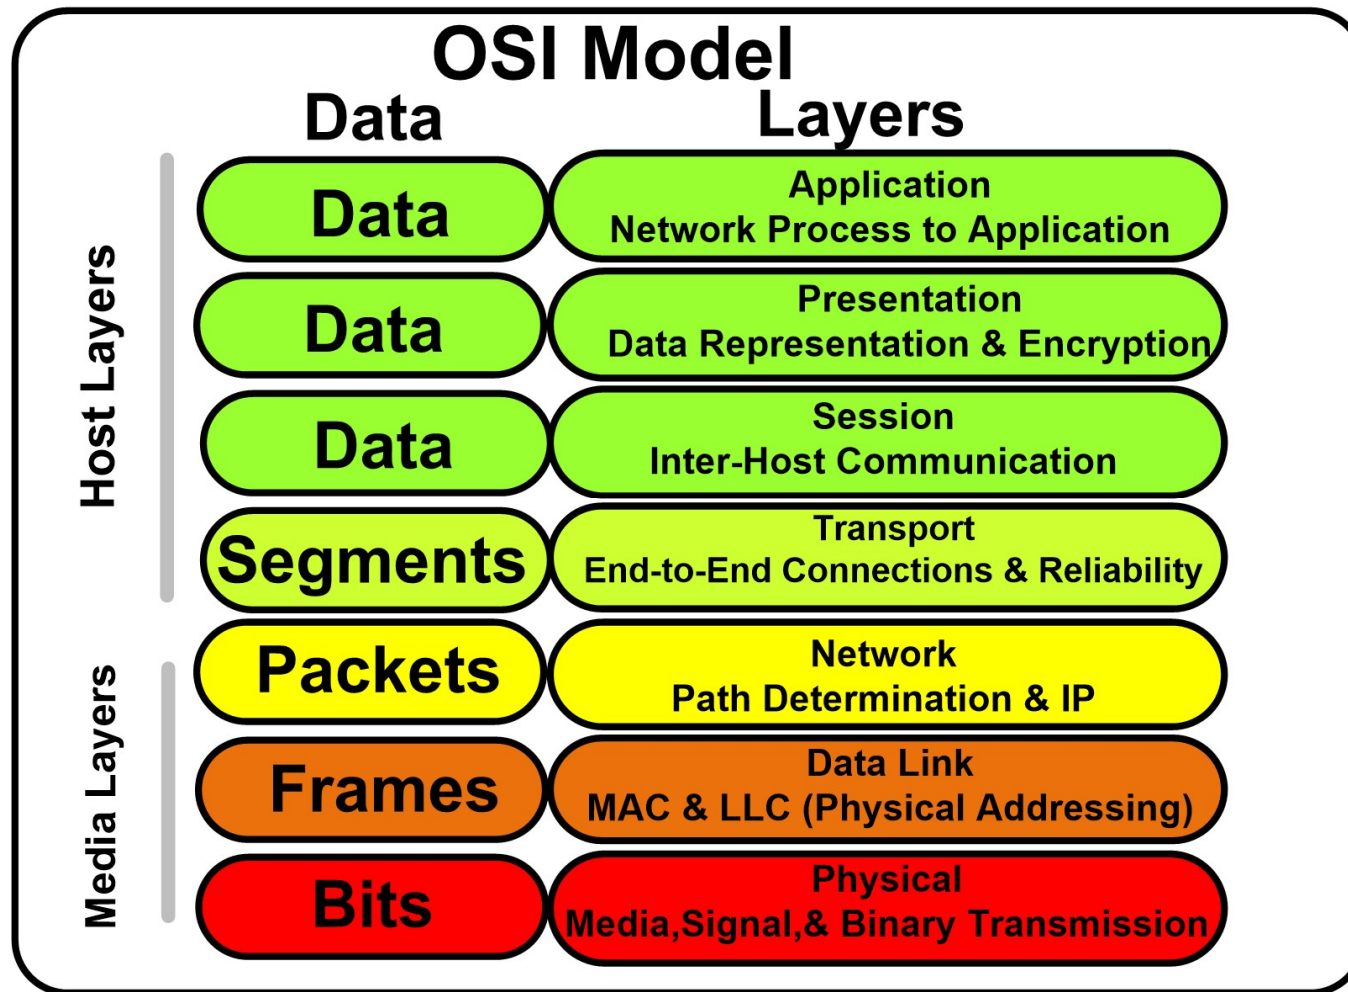 OSI Model
Data
Layers
Host Layers
Data
Application
Network Process to Application
Data
Presentation
Data Representation & Encryption
Data
Session
Inter-Host Communication
Segments
Transport
End-to-End Connections & Reliability
Media Layers
Packets
Network
Path Determination & IP
Frames
Data Link
MAC & LLC (Physical Addressing)
Bits
Physical
Media,Signal,& Binary Transmission